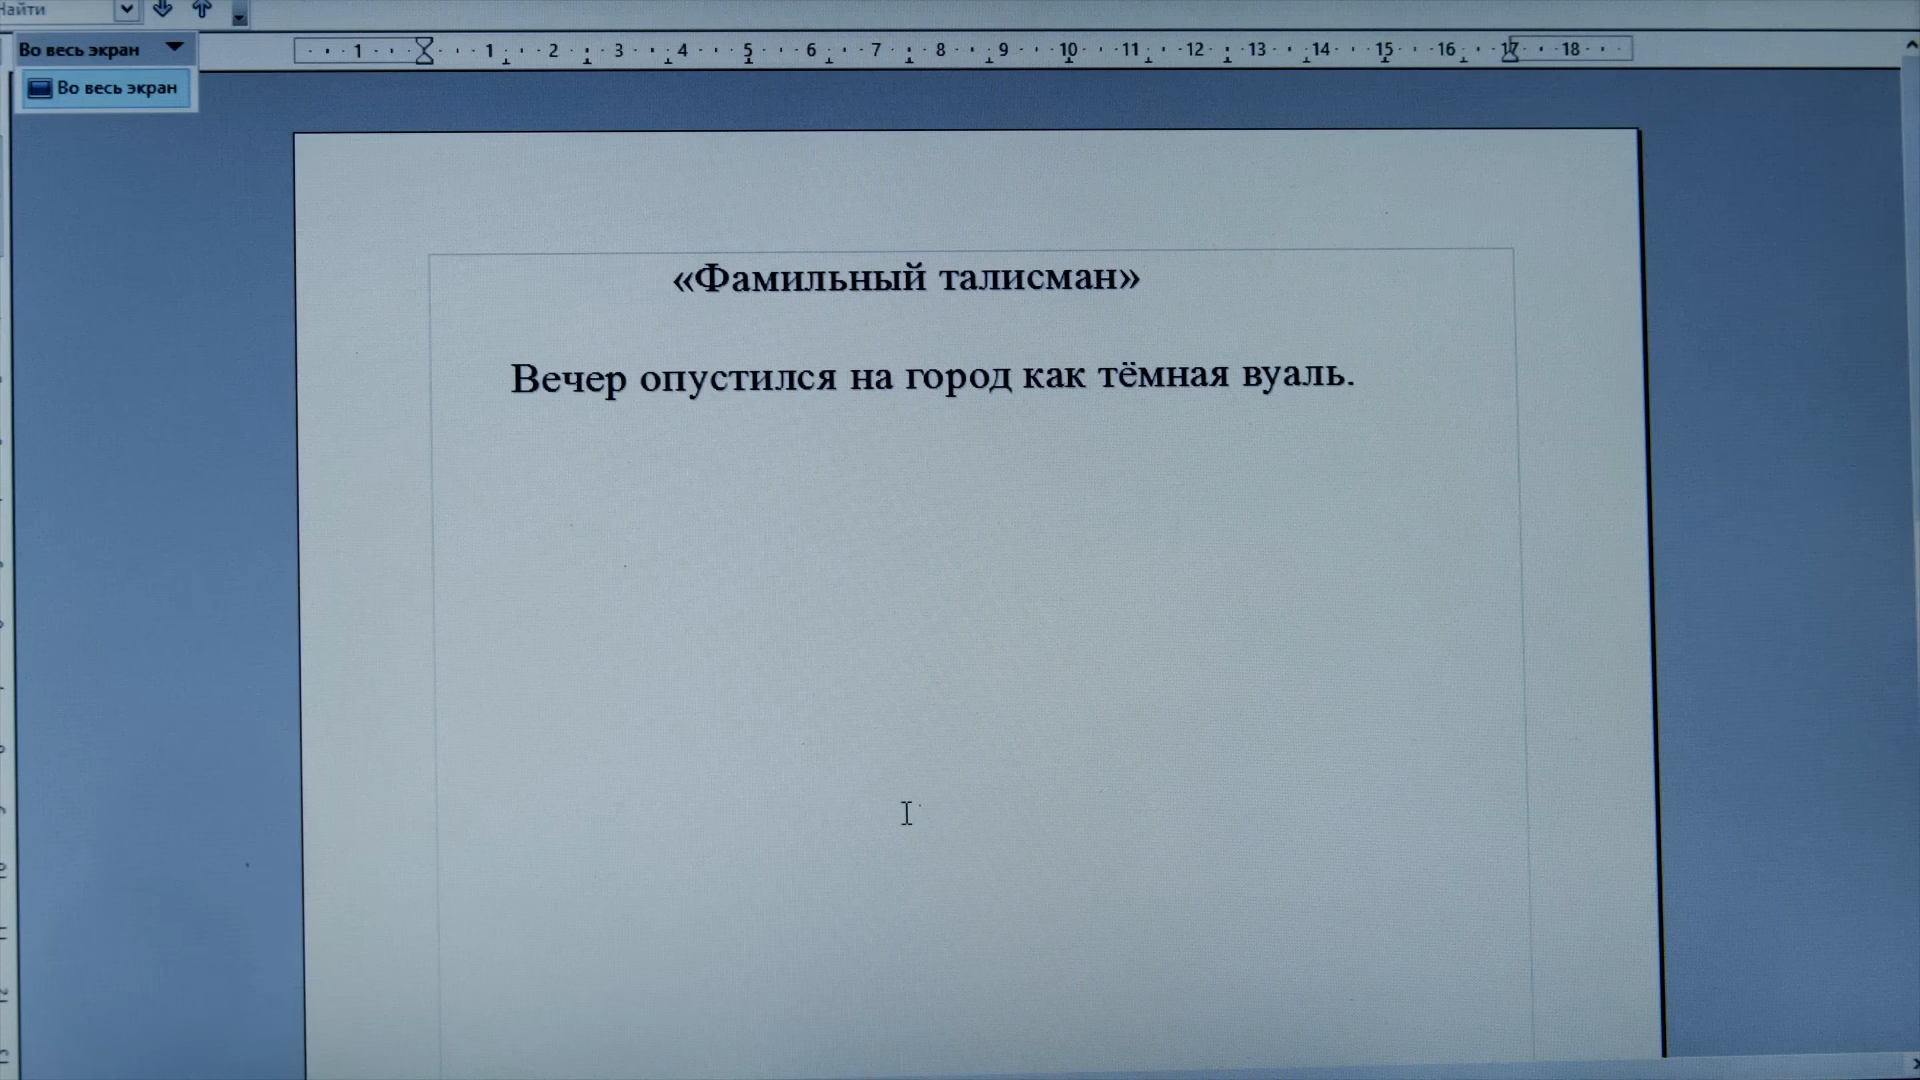 Найти
Во весь экран
Во весь экран
1 1 2 3 4 5 6 7 8 9 10 11 12 13 14 15 16 17 18
«Фамильный талисман»
Вечер опустился на город как тёмная вуаль.